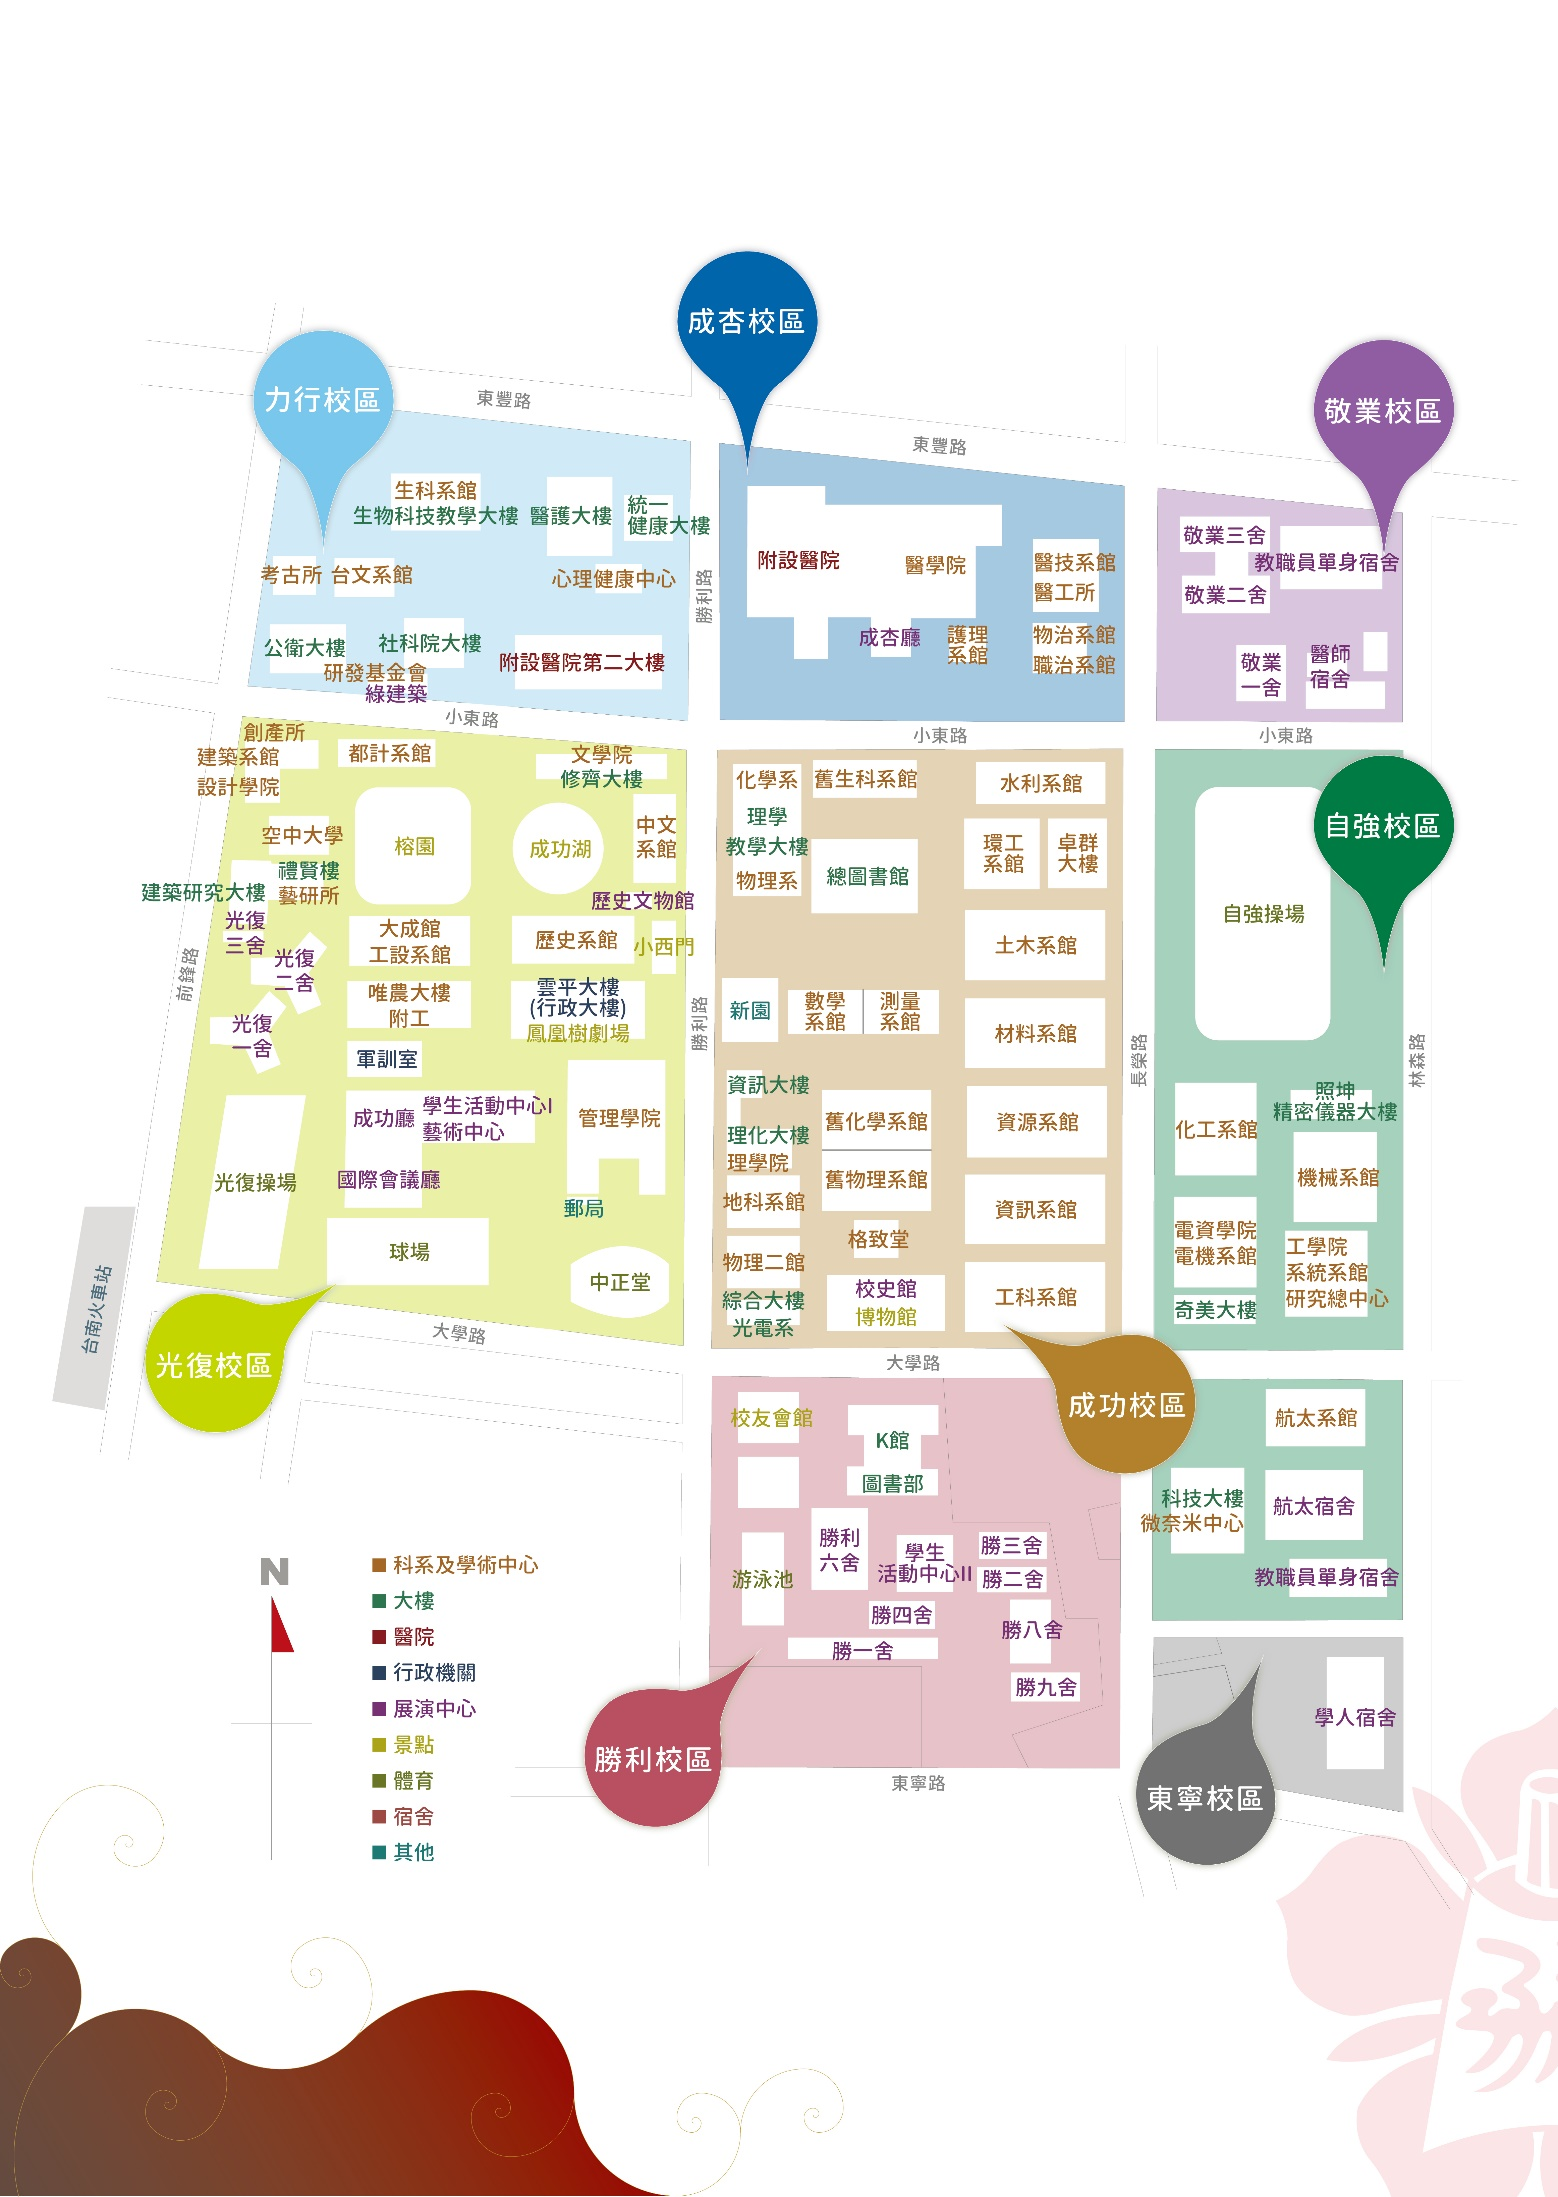 成杏校區
力行校區
敬業校區
東豐路
東豐路
生科系館
生物科技教學大樓
醫護大樓
統一
健康大樓
考古所
台文系館
心理健康中心
公衛大樓
社科院大樓
研發基金會
綠建築
附設醫院第二大樓
勝利路
附設醫院
醫學院
醫技系館
醫工所
成杏廳
護理
系館
物治系館
職治系館
敬業三舍
教職員單身宿舍
敬業二舍
敬業
一舍
醫師
宿舍
小東路
小東路
小東路
創產所
建築系館
設計學院
都計系館
文學院
修齊大樓
空中大學
榕園
成功湖
中文
系館
禮賢樓
藝研所
建築研究大樓
歷史文物館
光復
三舍
大成館
工設系館
歷史系館
小西門
光復
二舍
前鋒路
唯農大樓
附工
雲平大樓
(行政大樓)
鳳凰樹劇場
光復
一舍
軍訓室
勝利路
成功廳
學生活動中心I
藝術中心
管理學院
光復操場
國際會議廳
郵局
球場
中正堂
台南火車站
光復校區
大學路
化學系
舊生科系館
水利系館
理學
教學大樓
物理系
總圖書館
環工
系館
卓群
大樓
土木系館
新園
數學
系館
測量
系館
材料系館
長榮路
資訊大樓
舊化學系館
資源系館
理化大樓
理學院
舊物理系館
地科系館
資訊系館
格致堂
物理二館
校史館
博物館
工科系館
綜合大樓
光電系
大學路
成功校區
自強校區
自強操場
林森路
照坤
精密儀器大樓
化工系館
機械系館
電資學院
電機系館
工學院
系統系館
研究總中心
奇美大樓
航太系館
科技大樓
微奈米中心
航太宿舍
教職員單身宿舍
校友會館
K館
圖書部
勝利
六舍
學生
活動中心II
勝三舍
勝二舍
游泳池
勝四舍
勝八舍
勝一舍
勝九舍
勝利校區
東寧路
東寧校區
學人宿舍
N
科系及學術中心
大樓
醫院
行政機關
展演中心
景點
體育
宿舍
其他